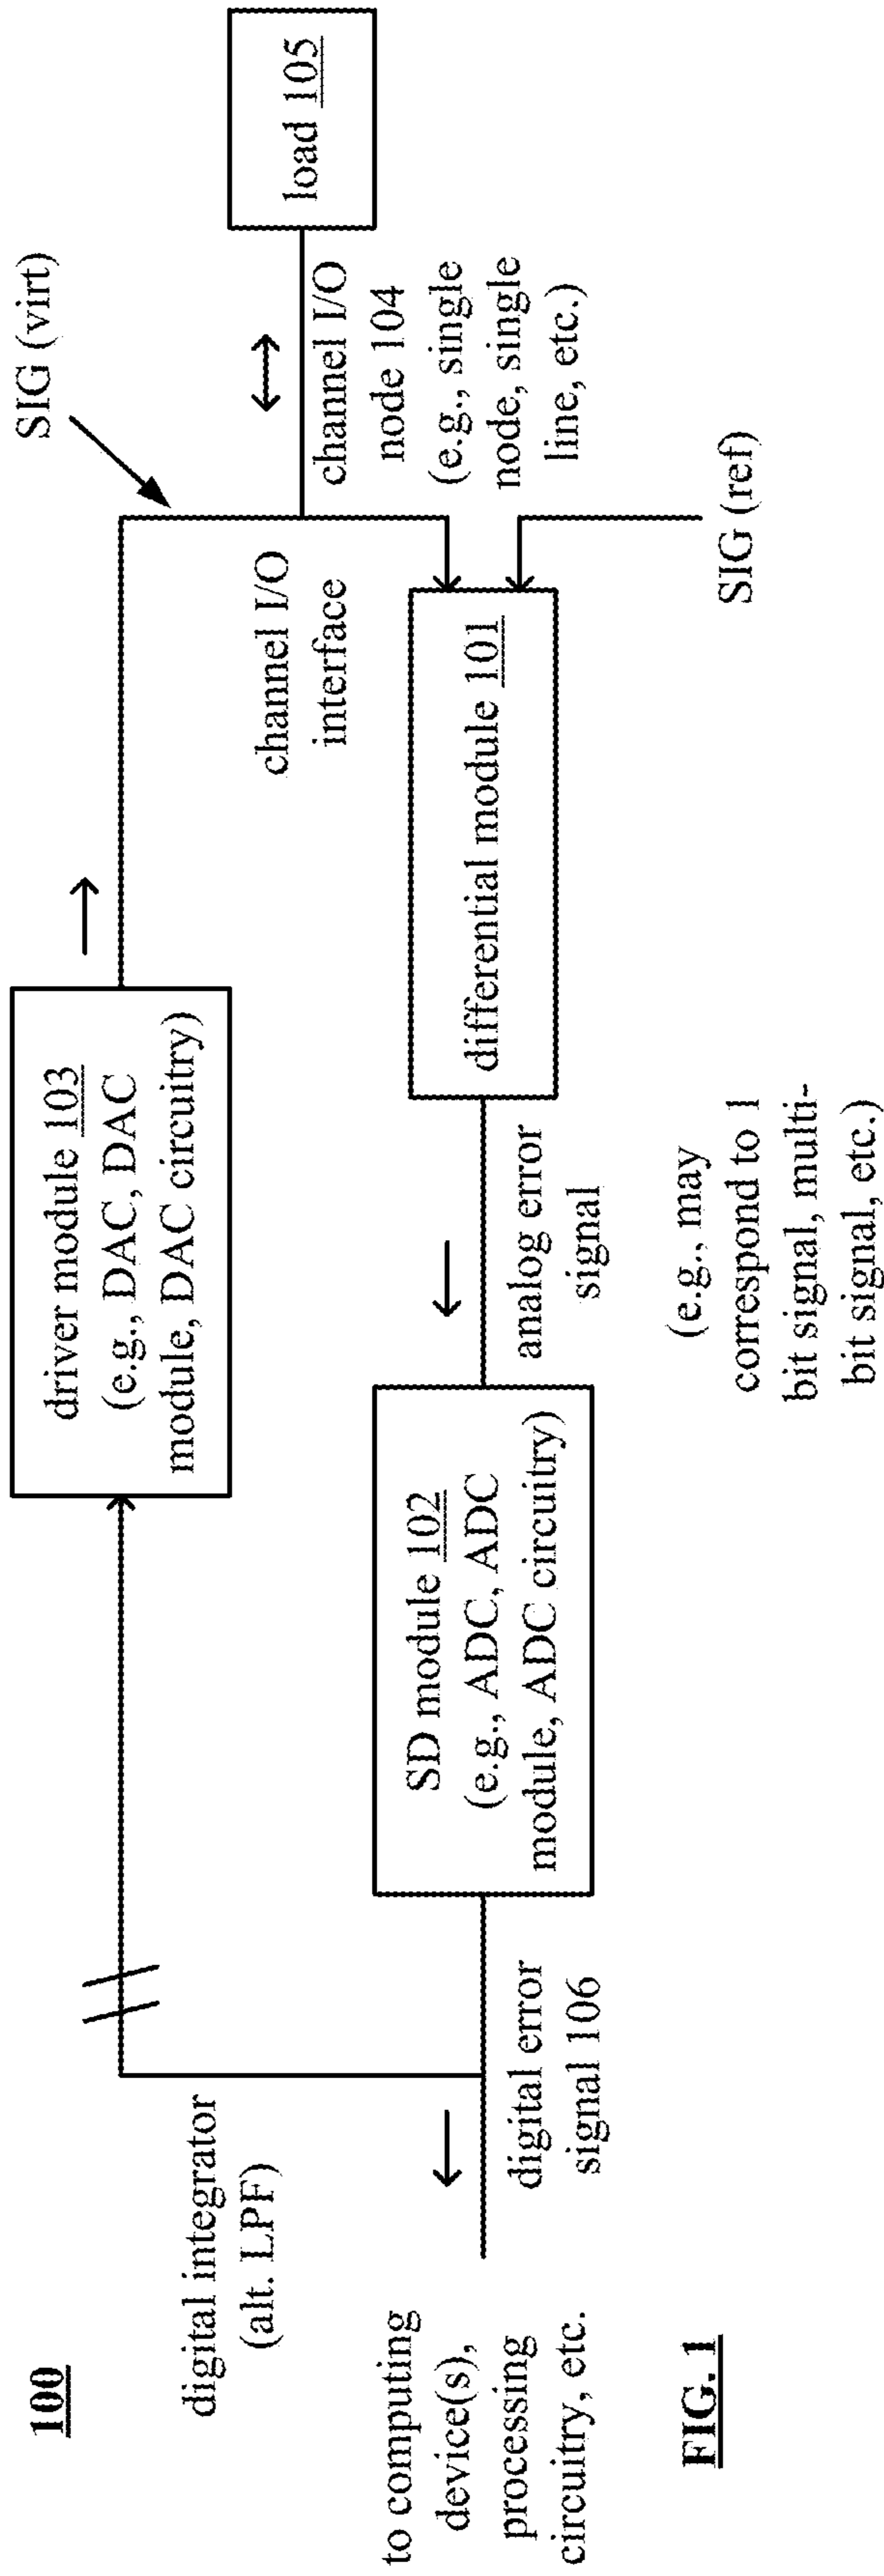 100
digital integrator
(alt. LPF)
driver module 103
(e.g., DAC, DAC
module, DAC circuitry)
SIG (virt)
load 105
channel I/O
interface
channel I/O
node 104
(e.g., single
node, single
line, etc.)
to computing
device(s),
processing
circuitry, etc.
digital error
signal 106
SD module 102
(e.g., ADC, ADC
module, ADC circuitry)
analog error
signal
differential module 101
SIG (ref)
(e.g., may
correspond to 1
bit signal, multi-
bit signal, etc.)
FIG. 1